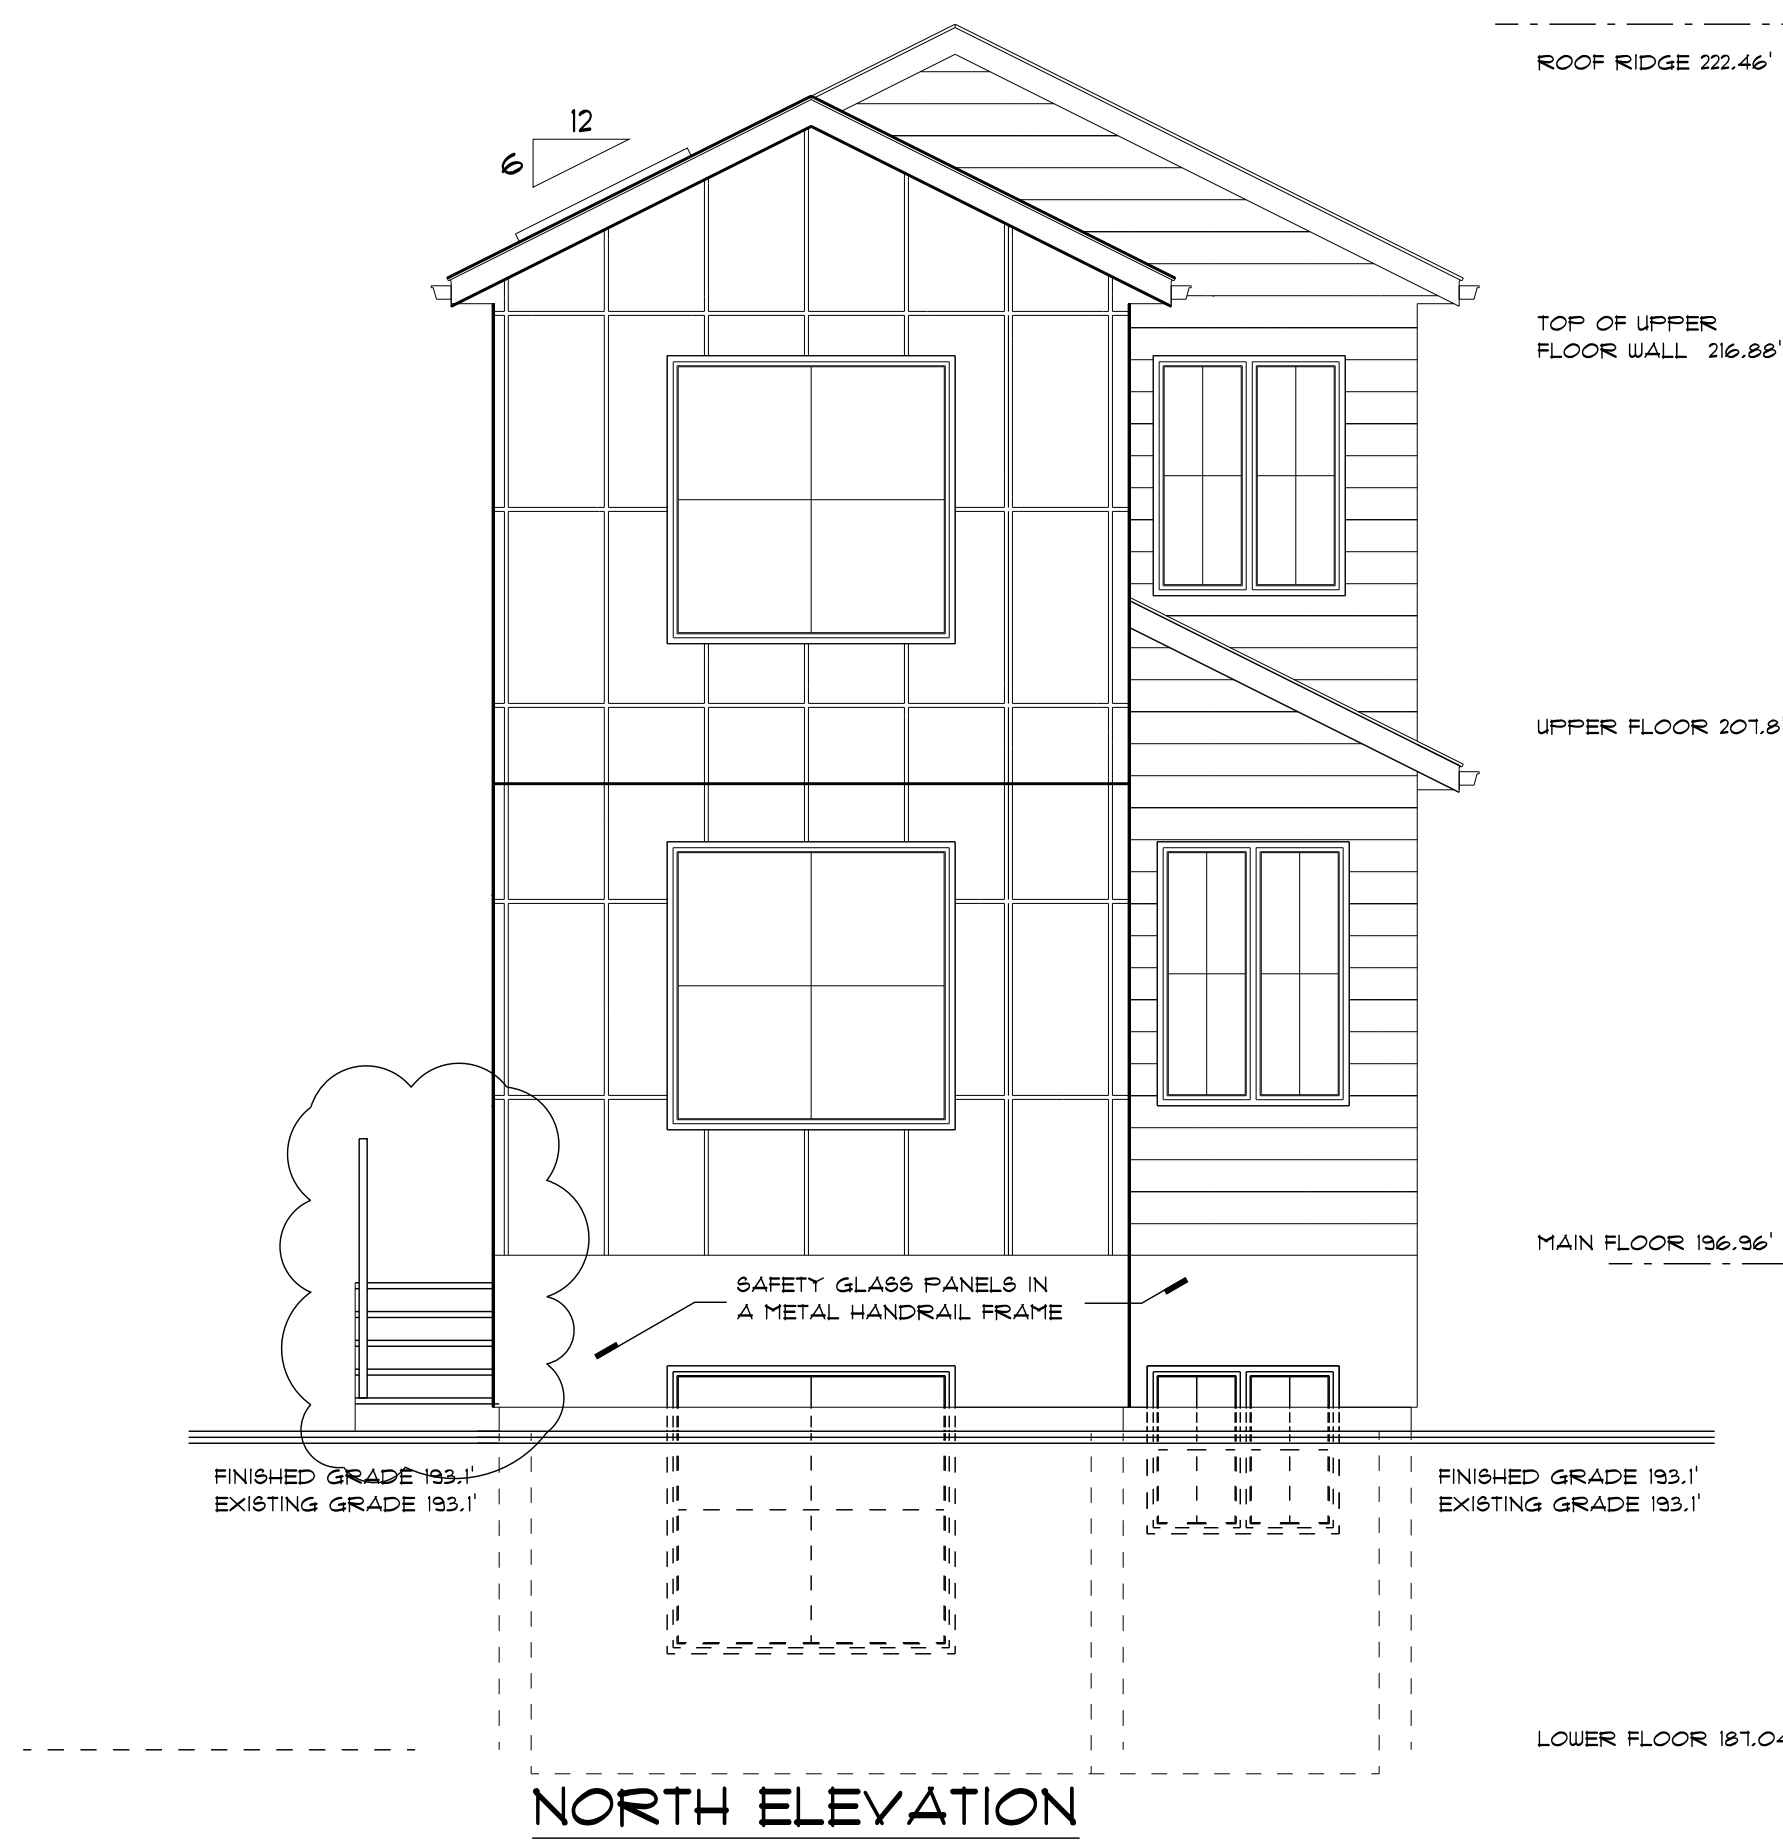 ROOF RIDGE 222.46'
12
6
TOP OF UPPER
FLOOR WALL 216.88'
UPPER FLOOR 207.8'
MAIN FLOOR 196.96'
SAFETY GLASS PANELS IN
A METAL HANDRAIL FRAME
FINISHED GRADE 193.1'
EXISTING GRADE 193.1'
FINISHED GRADE 193.1'
EXISTING GRADE 193.1'
LOWER FLOOR 187.04
NORTH ELEVATION